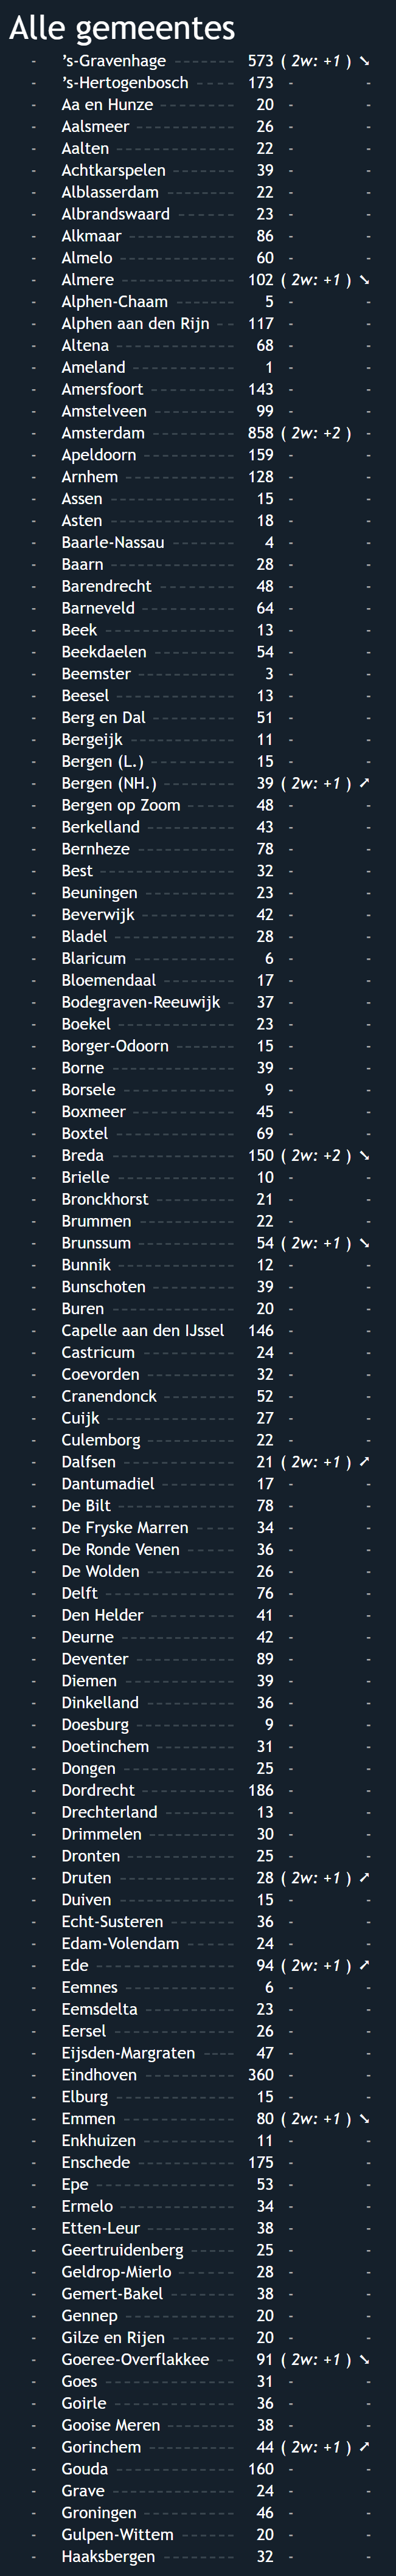 Alle gemeentes
- ’s-Gravenhage ------- 573 ( 2w: +1 ) ➘
- ’s-Hertogenbosch ---- 173 - -
- Aa en Hunze -------- 20 - -
- Aalsmeer ---------- 26 - -
- Aalten ------------ 22 - -
- Achtkarspelen ------- 39 - -
- Alblasserdam ------- 22 - -
- Albrandswaard ------- 23 - -
- Alkmaar ----------- 86 - -
- Almelo ------------ 60 - -
- Almere ------------ 102 ( 2w: +1 ) ➘
- Alphen-Chaam ------ 5 - -
- Alphen aan den Rijn -- 117 - -
- Altena ------------ 68 - -
- Ameland ---------- 1 - -
- Amersfoort --------- 143 - -
- Amstelveen -------- 99 - -
- Amsterdam --------- 858 ( 2w: +2 ) -
- Apeldoorn ---------- 159 - -
- Arnhem ----------- 128 - -
- Assen ------------ 15 - -
- Asten ------------ 18 - -
- Baarle-Nassau ------- 4 - -
- Baarn ------------ 28 - -
- Barendrecht -------- 48 - -
- Barneveld ---------- 64 - -
- Beek ------------- 13 - -
- Beekdaelen -------- 54 - -
- Beemster --------- 3 - -
- Beesel ------------ 13 - -
- Berg en Dal -------- 51 - -
- Bergeijk ----------- 11 - -
- Bergen (L.) --------- 15 - -
- Bergen (NH.) ------- 39 ( 2w: +1 ) ➚
- Bergen op Zoom ----- 48 - -
- Berkelland --------- 43 - -
- Bernheze ---------- 78 - -
- Best ------------- 32 - -
- Beuningen --------- 23 - -
- Beverwijk ---------- 42 - -
- Bladel ------------ 28 - -
- Blaricum ---------- 6 - -
- Bloemendaal ------- 17 - -
- Bodegraven-Reeuwijk - 37 - -
- Boekel ----------- 23 - -
- Borger-Odoorn ------ 15 - -
- Borne ------------ 39 - -
- Borsele ----------- 9 - -
- Boxmeer ---------- 45 - -
- Boxtel ------------ 69 - -
- Breda ------------ 150 ( 2w: +2 ) ➘
- Brielle ----------- 10 - -
- Bronckhorst -------- 21 - -
- Brummen --------- 22 - -
- Brunssum ---------- 54 ( 2w: +1 ) ➘
- Bunnik ----------- 12 - -
- Bunschoten -------- 39 - -
- Buren ------------ 20 - -
- Capelle aan den IJssel 146 - -
- Castricum --------- 24 - -
- Coevorden --------- 32 - -
- Cranendonck ------- 52 - -
- Cuijk ------------ 27 - -
- Culemborg --------- 22 - -
- Dalfsen ----------- 21 ( 2w: +1 ) ➚
- Dantumadiel -------- 17 - -
- De Bilt ----------- 78 - -
- De Fryske Marren ---- 34 - -
- De Ronde Venen ----- 36 - -
- De Wolden --------- 26 - -
- Delft ------------ 76 - -
- Den Helder --------- 41 - -
- Deurne ----------- 42 - -
- Deventer ---------- 89 - -
- Diemen ----------- 39 - -
- Dinkelland --------- 36 - -
- Doesburg ---------- 9 - -
- Doetinchem -------- 31 - -
- Dongen ----------- 25 - -
- Dordrecht --------- 186 - -
- Drechterland ------- 13 - -
- Drimmelen -------- 30 - -
- Dronten ----------- 25 - -
- Druten ----------- 28 ( 2w: +1 ) ➚
- Duiven ----------- 15 - -
- Echt-Susteren ------ 36 - -
- Edam-Volendam ----- 24 - -
- Ede ------------- 94 ( 2w: +1 ) ➚
- Eemnes ---------- 6 - -
- Eemsdelta --------- 23 - -
- Eersel ------------ 26 - -
- Eijsden-Margraten ---- 47 - -
- Eindhoven --------- 360 - -
- Elburg ------------ 15 - -
- Emmen ----------- 80 ( 2w: +1 ) ➘
- Enkhuizen --------- 11 - -
- Enschede ---------- 175 - -
- Epe ------------- 53 - -
- Ermelo ----------- 34 - -
- Etten-Leur --------- 38 - -
- Geertruidenberg ----- 25 - -
- Geldrop-Mierlo ------ 28 - -
- Gemert-Bakel ------- 38 - -
- Gennep ----------- 20 - -
- Gilze en Rijen ------- 20 - -
- Goeree-Overflakkee -- 91 ( 2w: +1 ) ➘
- Goes ------------ 31 - -
- Goirle ------------ 36 - -
- Gooise Meren ------- 38 - -
- Gorinchem --------- 44 ( 2w: +1 ) ➚
- Gouda ----------- 160 - -
- Grave ------------ 24 - -
- Groningen --------- 46 - -
- Gulpen-Wittem ------ 20 - -
- Haaksbergen ------- 32 - -